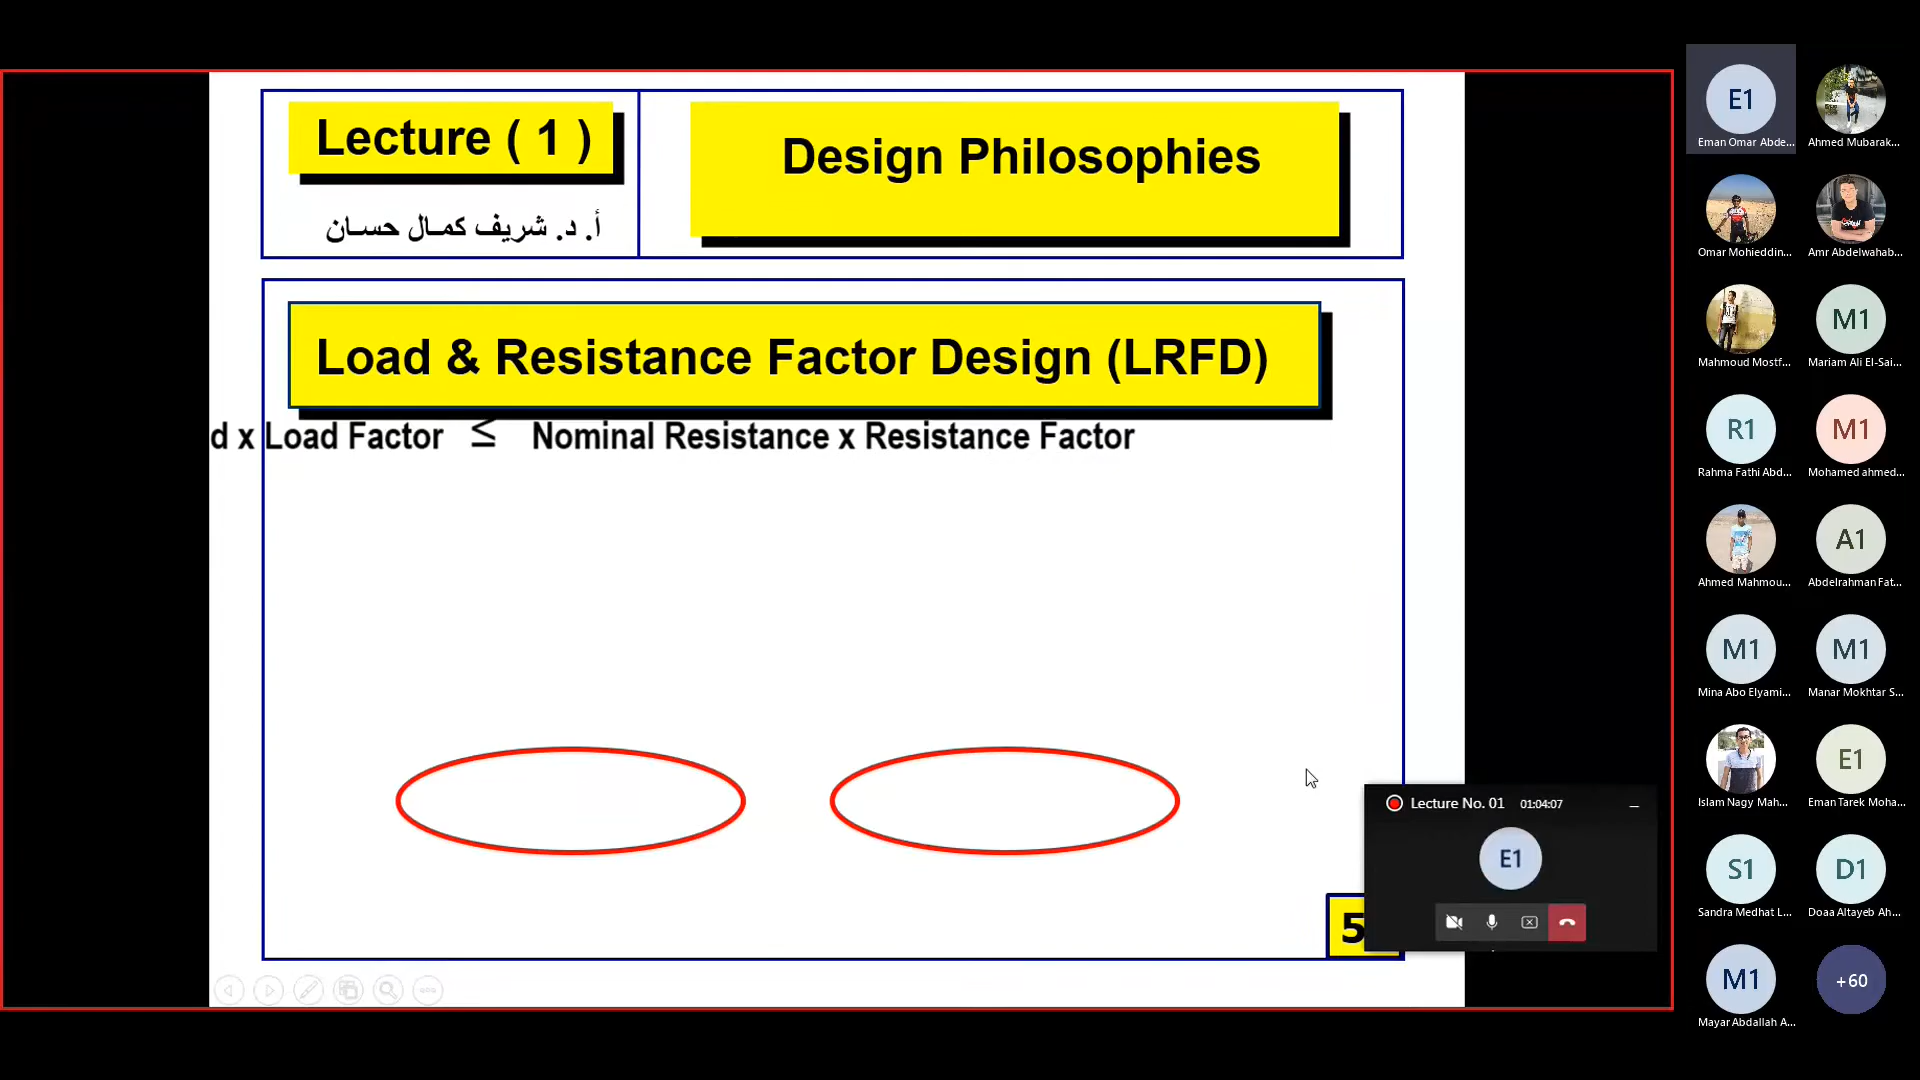 Lecture ( 1 )
أ. د. شريف كمـال حسـان
Design Philosophies
Load & Resistance Factor Design (LRFD)
d x Load Factor ≤ Nominal Resistance x Resistance Factor
5
Lecture No. 01 01:04:07
E1
E1
Eman Omar Abde...
Ahmed Mubarak...
Omar Mohieddin...
Amr Abdelwahab...
M1
Mahmoud Mostf...
Mariam Ali El-Sai...
R1
M1
Rahma Fathi Abd...
Mohamed ahmed...
A1
Ahmed Mahmou...
Abdelrahman Fat...
M1
M1
Mina Abo Elyami...
Manar Mokhtar S...
E1
Islam Nagy Mah...
Eman Tarek Moha...
S1
D1
Sandra Medhat L...
Doaa Altayeb Ah...
M1
+60
Mayar Abdallah A...